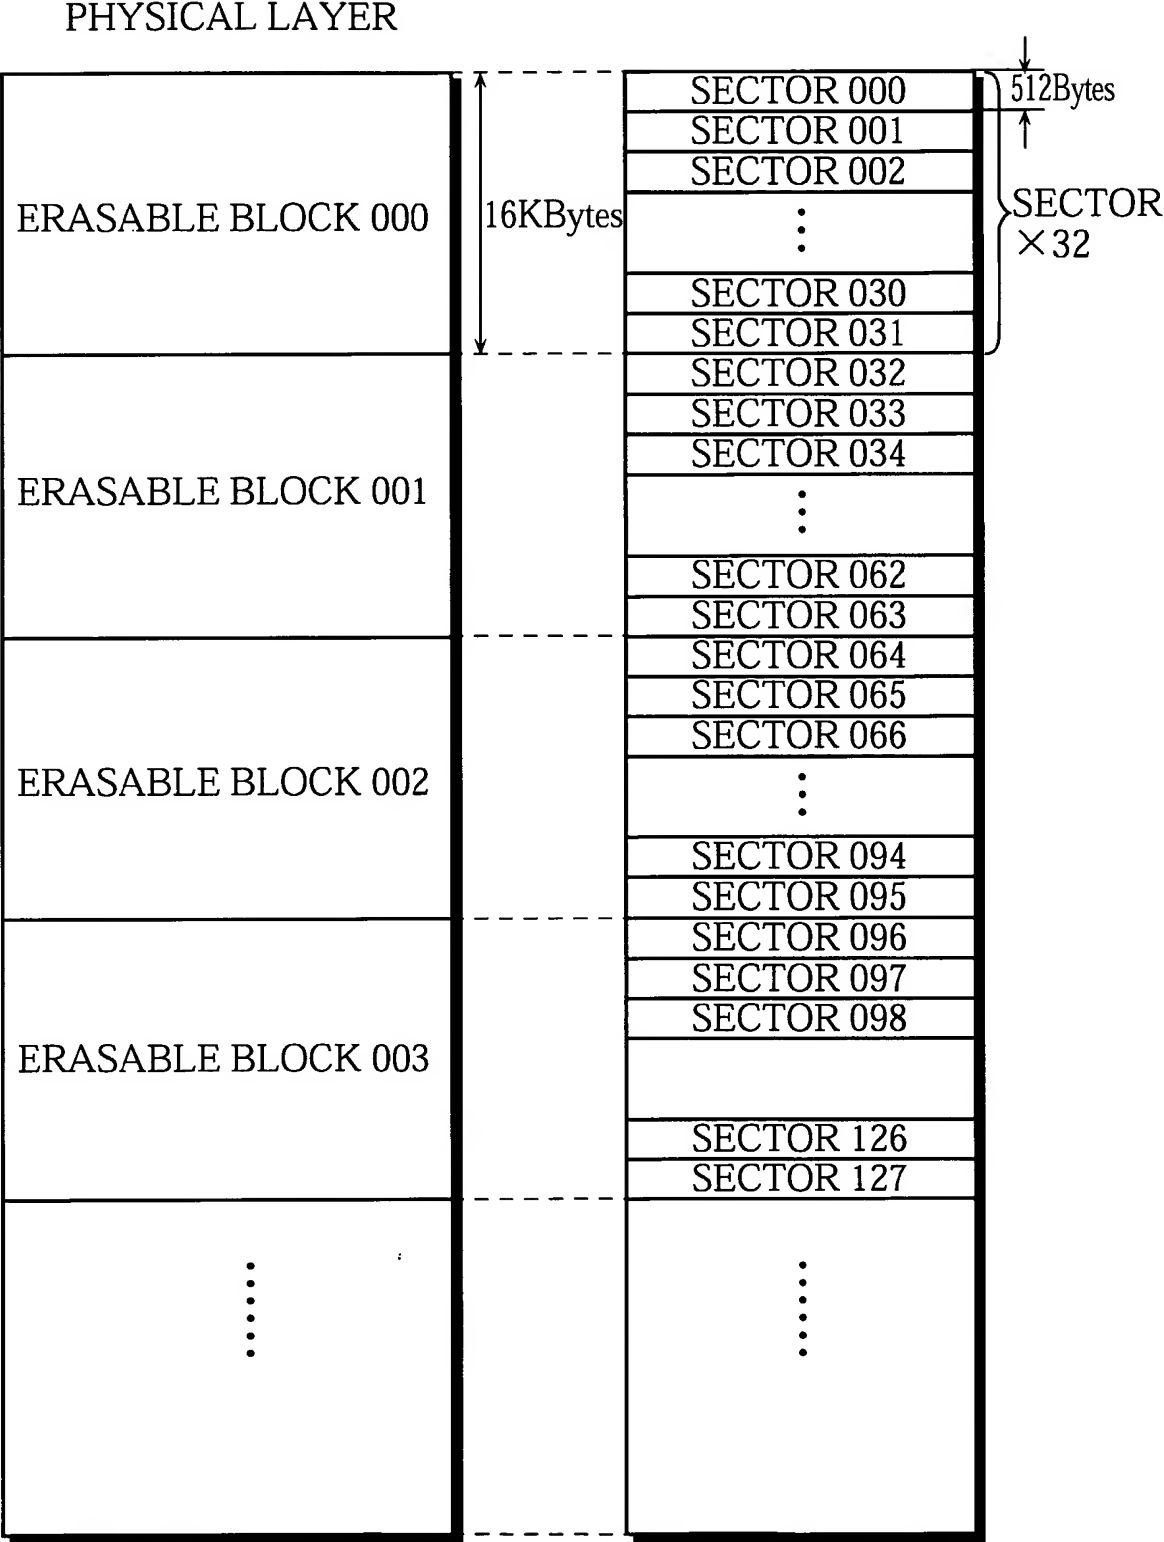 PHYSICAL LAYER
ERASABLE BLOCK 000
ERASABLE BLOCK 001
ERASABLE BLOCK 002
ERASABLE BLOCK 003
16KBytes
SECTOR 000
SECTOR 001
SECTOR 002
SECTOR 030
SECTOR 031
SECTOR 032
SECTOR 033
SECTOR 034
SECTOR 062
SECTOR 063
SECTOR 064
SECTOR 065
SECTOR 066
SECTOR 094
SECTOR 095
SECTOR 096
SECTOR 097
SECTOR 098
SECTOR 126
SECTOR 127
512Bytes
SECTOR
×32